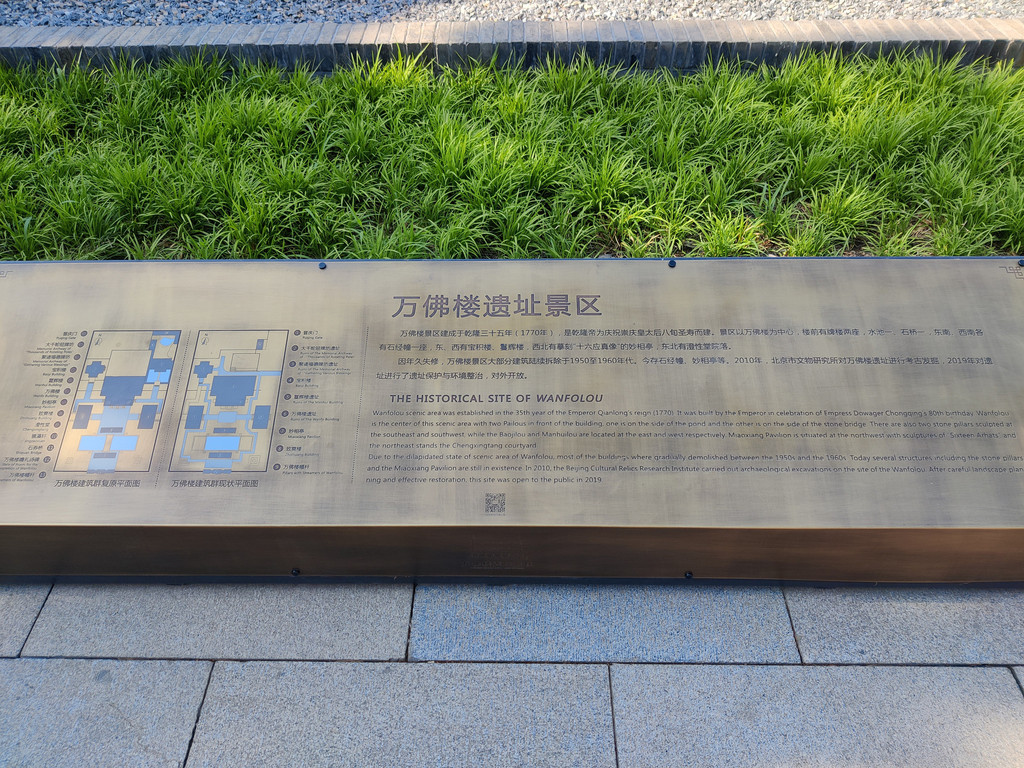 万佛楼遗址景区
万佛楼景区建成于乾隆三十五年（1770年），是乾隆帝为庆祝崇庆皇太后八旬圣寿而建。景区以万佛楼为中心，楼前有牌楼两座，水池一、石桥一，东南、西南各
有石经幢一座，东、西有宝积楼、鬘辉楼，西北有摹刻“十六应真像”的妙相亭，东北有澄性堂院落。
因年久失修，万佛楼景区大部分建筑陆续拆除于1950至1960年代。今存石经幢、妙相亭等。2010年，北京市文物研究所对万佛楼遗址进行考古发掘，2019年对遗
址进行了遗址保护与环境整治，对外开放。
THE HISTORICAL SITE OF WANFOLOU
Wanfolou scenic area was established in the 35th year of the Emperor Qianlong's reign (1770). It was built by the Emperor in celebration of Empress Dowager Chongqing's 80th birthday. Wanfolou
is the center of this scenic area with two Pailous in front of the building, one is on the side of the pond and the other is on the side of the stone bridge. There are also two stone pillars sculpted at
the southeast and southwest, while the Baojilou and Manhuilou are located at the east and west respectively. Miaoxiang Pavilion is situated at the northwest with sculptures of "Sixteen Arhats", and
the northeast stands the Chengxingtang courtyard.
Due to the dilapidated state of scenic area of Wanfolou, most of the buildings where gradually demolished between the 1950s and the 1960s. Today several structures including the stone pillars
and the Miaoxiang Pavilion are still in existence. In 2010, the Beijing Cultural Relics Research Institute carried out archeological excavations on the site of the Wanfolou. After careful landscape plan
ning and effective restoration, this site was open to the public in 2019.
万佛楼建筑群复原平面图
万佛楼建筑群现状平面图